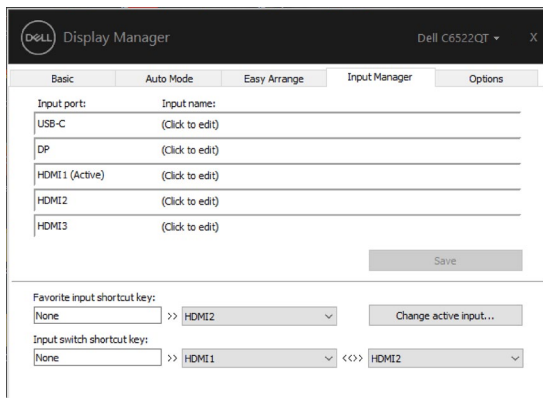 DELL Display Manager Dell C6522QT X
Basic Auto Mode Easy Arrange Input Manager Options
Input port: Input name:
USB-C (Click to edit)
DP (Click to edit)
HDMI1 (Active) (Click to edit)
HDMI2 (Click to edit)
HDMI3 (Click to edit)
Save
Favorite input shortcut key:
None >> HDMI2 Change active input...
Input switch shortcut key:
None >> HDMI1 <<>> HDMI2